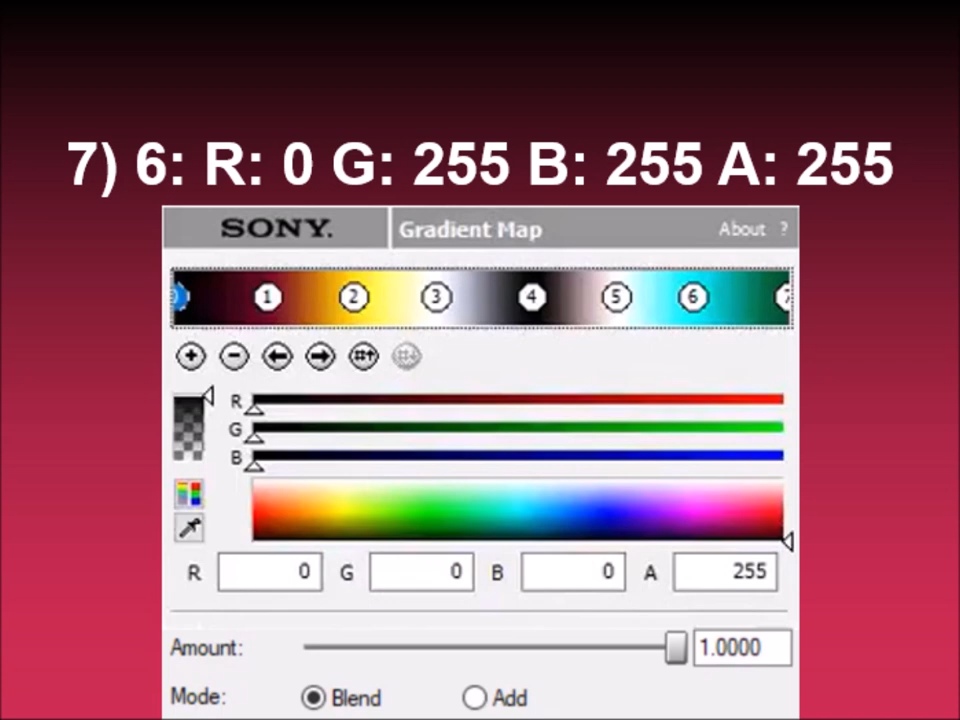 7) 6: R: 0 G: 255 B: 255 A: 255
SONY. Gradient Map About ?
1 2 3 4 5 6
R
G
B
R 0 G 0 B 0 A 255
Amount: 1.0000
Mode: Blend Add